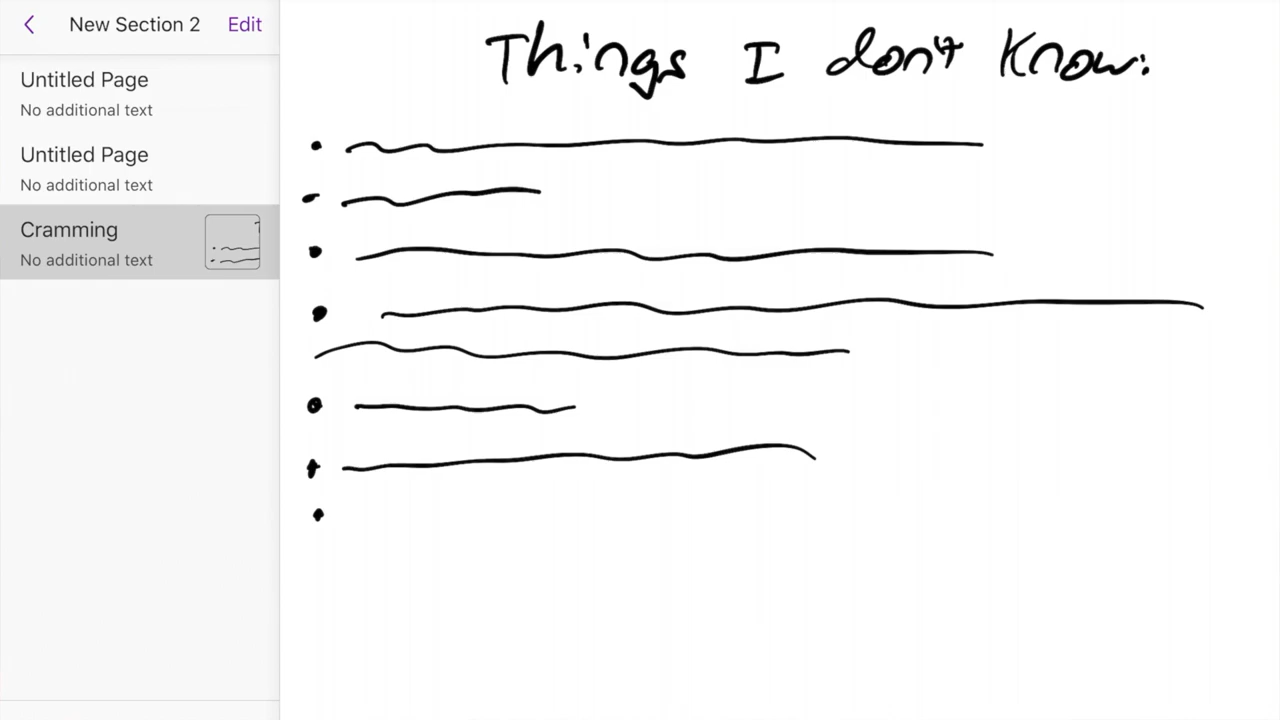 New Section 2
Edit
Untitled Page
No additional text
Untitled Page
No additional text
Cramming
No additional text
Things I don't know: